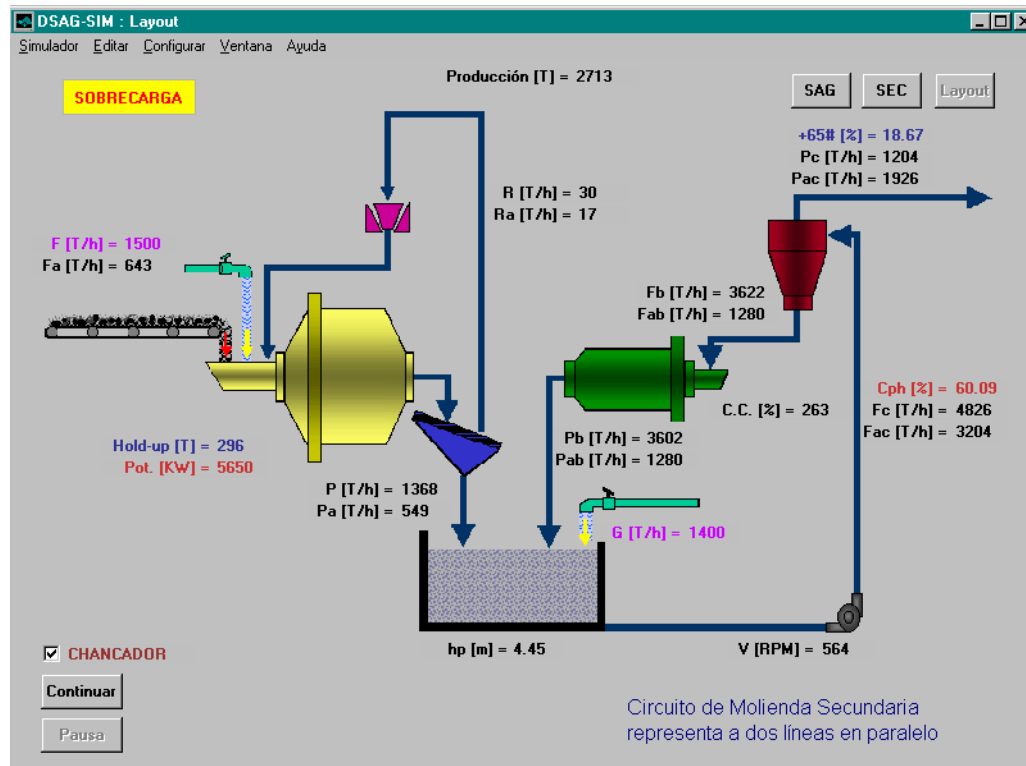 DSAG-SIM : Layout
Simulador Editar Configurar Ventana Ayuda
Producción [T] = 2713
SOBRECARGA
SAG SEC Layout
+65# [%] = 18.67
Pc [T/h] = 1204
Pac [T/h] = 1926
R [T/h] = 30
Ra [T/h] = 17
F [T/h] = 1500
Fa [T/h] = 643
Fb [T/h] = 3622
Fab [T/h] = 1280
Cph [%] = 60.09
Fc [T/h] = 4826
Fac [T/h] = 3204
C.C. [%] = 263
Hold-up [T] = 296
Pot. [KW] = 5650
Pb [T/h] = 3602
Pab [T/h] = 1280
P [T/h] = 1368
Pa [T/h] = 549
G [T/h] = 1400
hp [m] = 4.45
V [RPM] = 564
CHANCADOR
Continuar
Pausa
Circuito de Molienda Secundaria
representa a dos líneas en paralelo